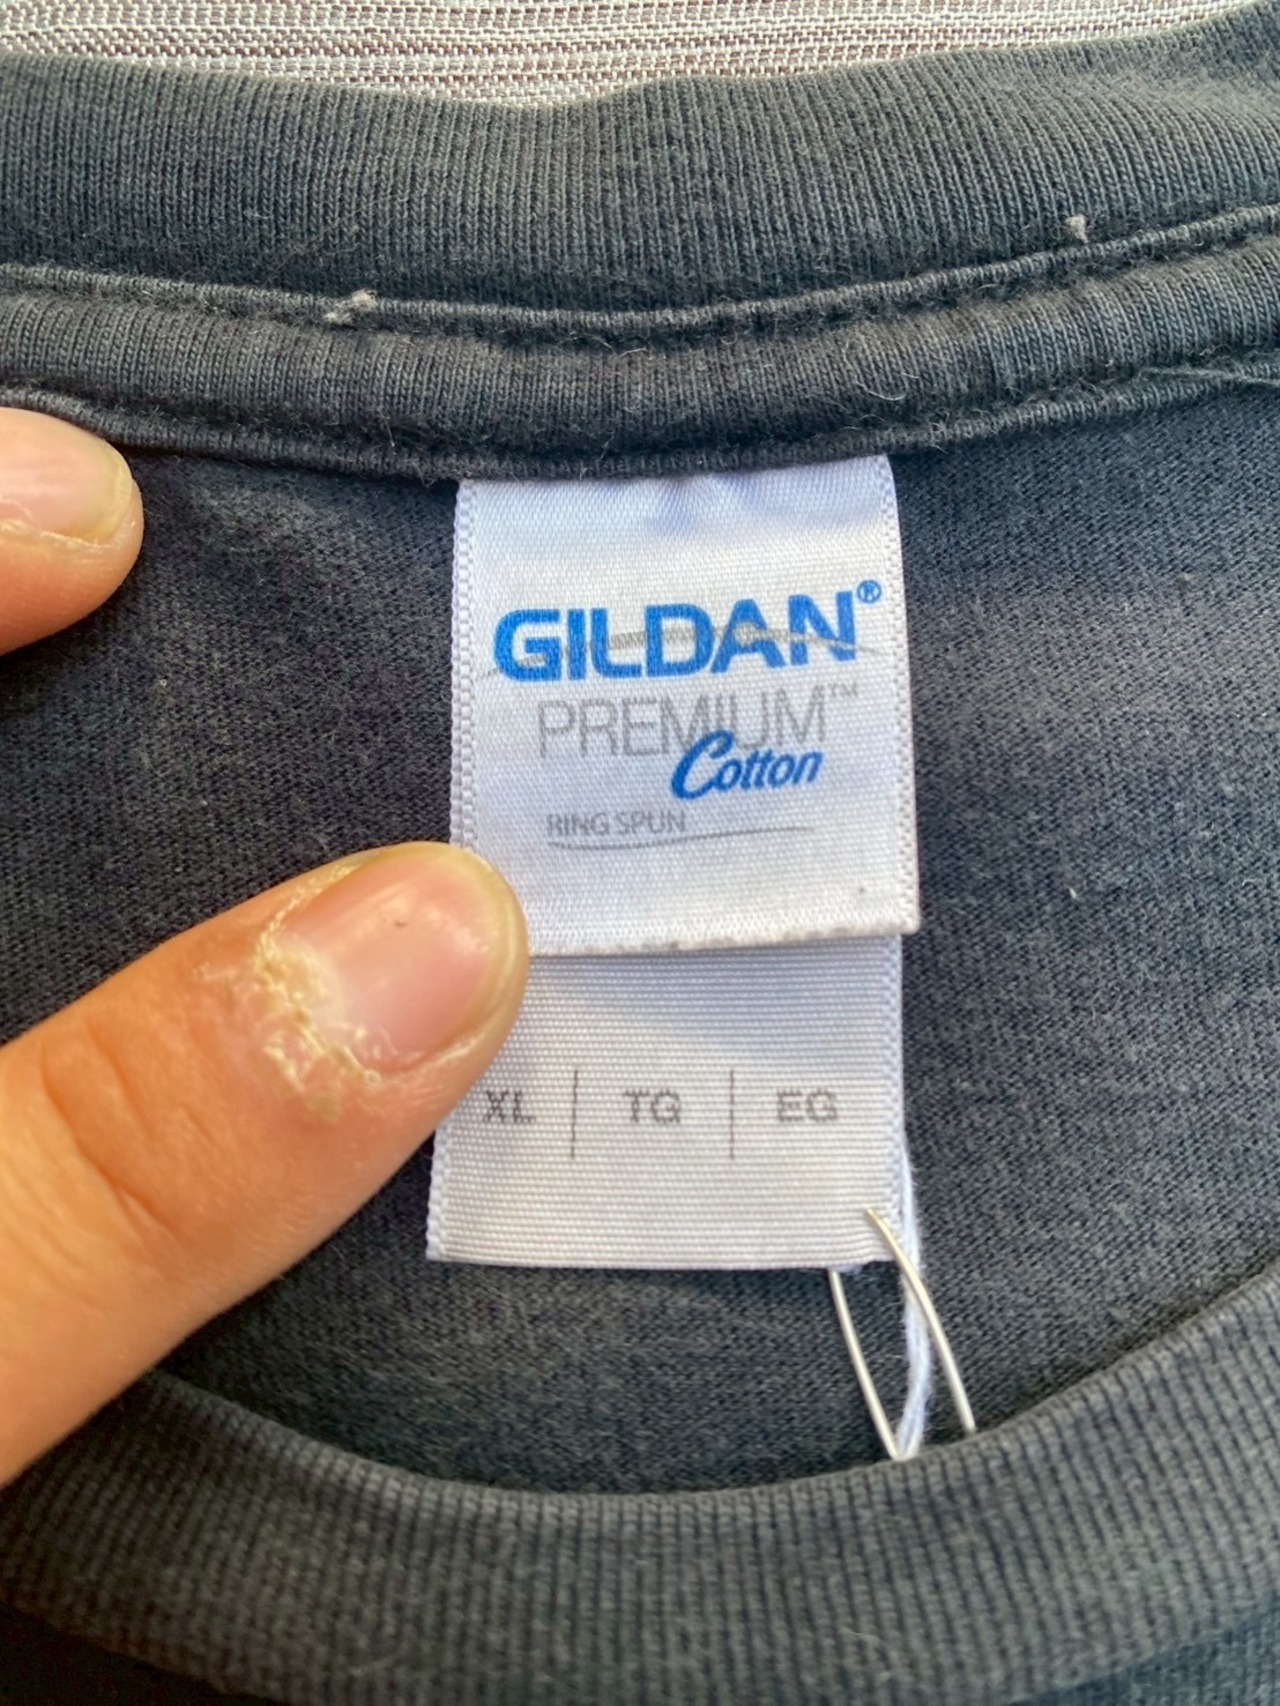 GILDAN®
PREMIUM™
Cotton
RING SPUN
XL | TG | EG